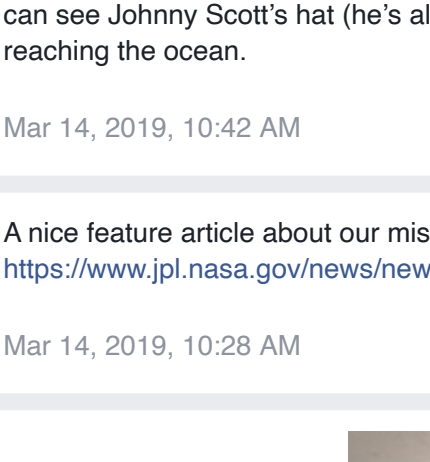 can see Johnny Scott's hat (he's al
reaching the ocean.
Mar 14, 2019, 10:42 AM
A nice feature article about our mis
https://www.jpl.nasa.gov/news/new
Mar 14, 2019, 10:28 AM